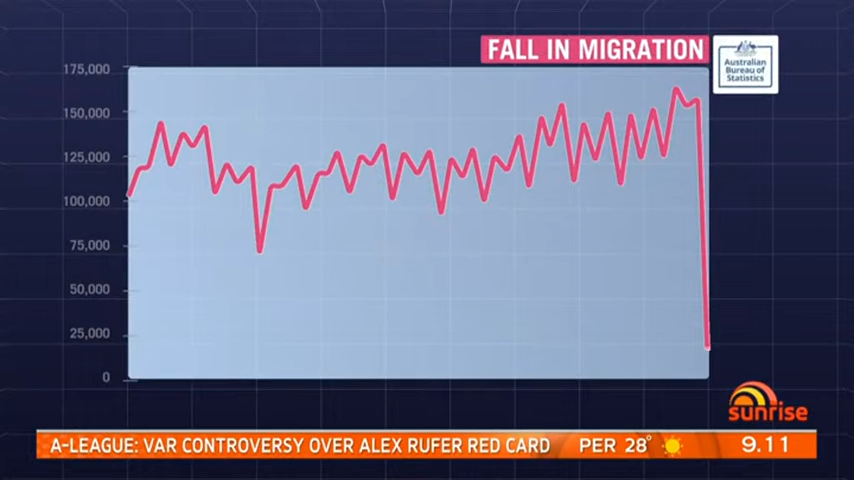 FALL IN MIGRATION
Australian
Bureau of
Statistics
175,000
150,000
125,000
100,000
75,000
50,000
25,000
0
sunrise
A-LEAGUE: VAR CONTROVERSY OVER ALEX RUFER RED CARD PER 28° 9.11